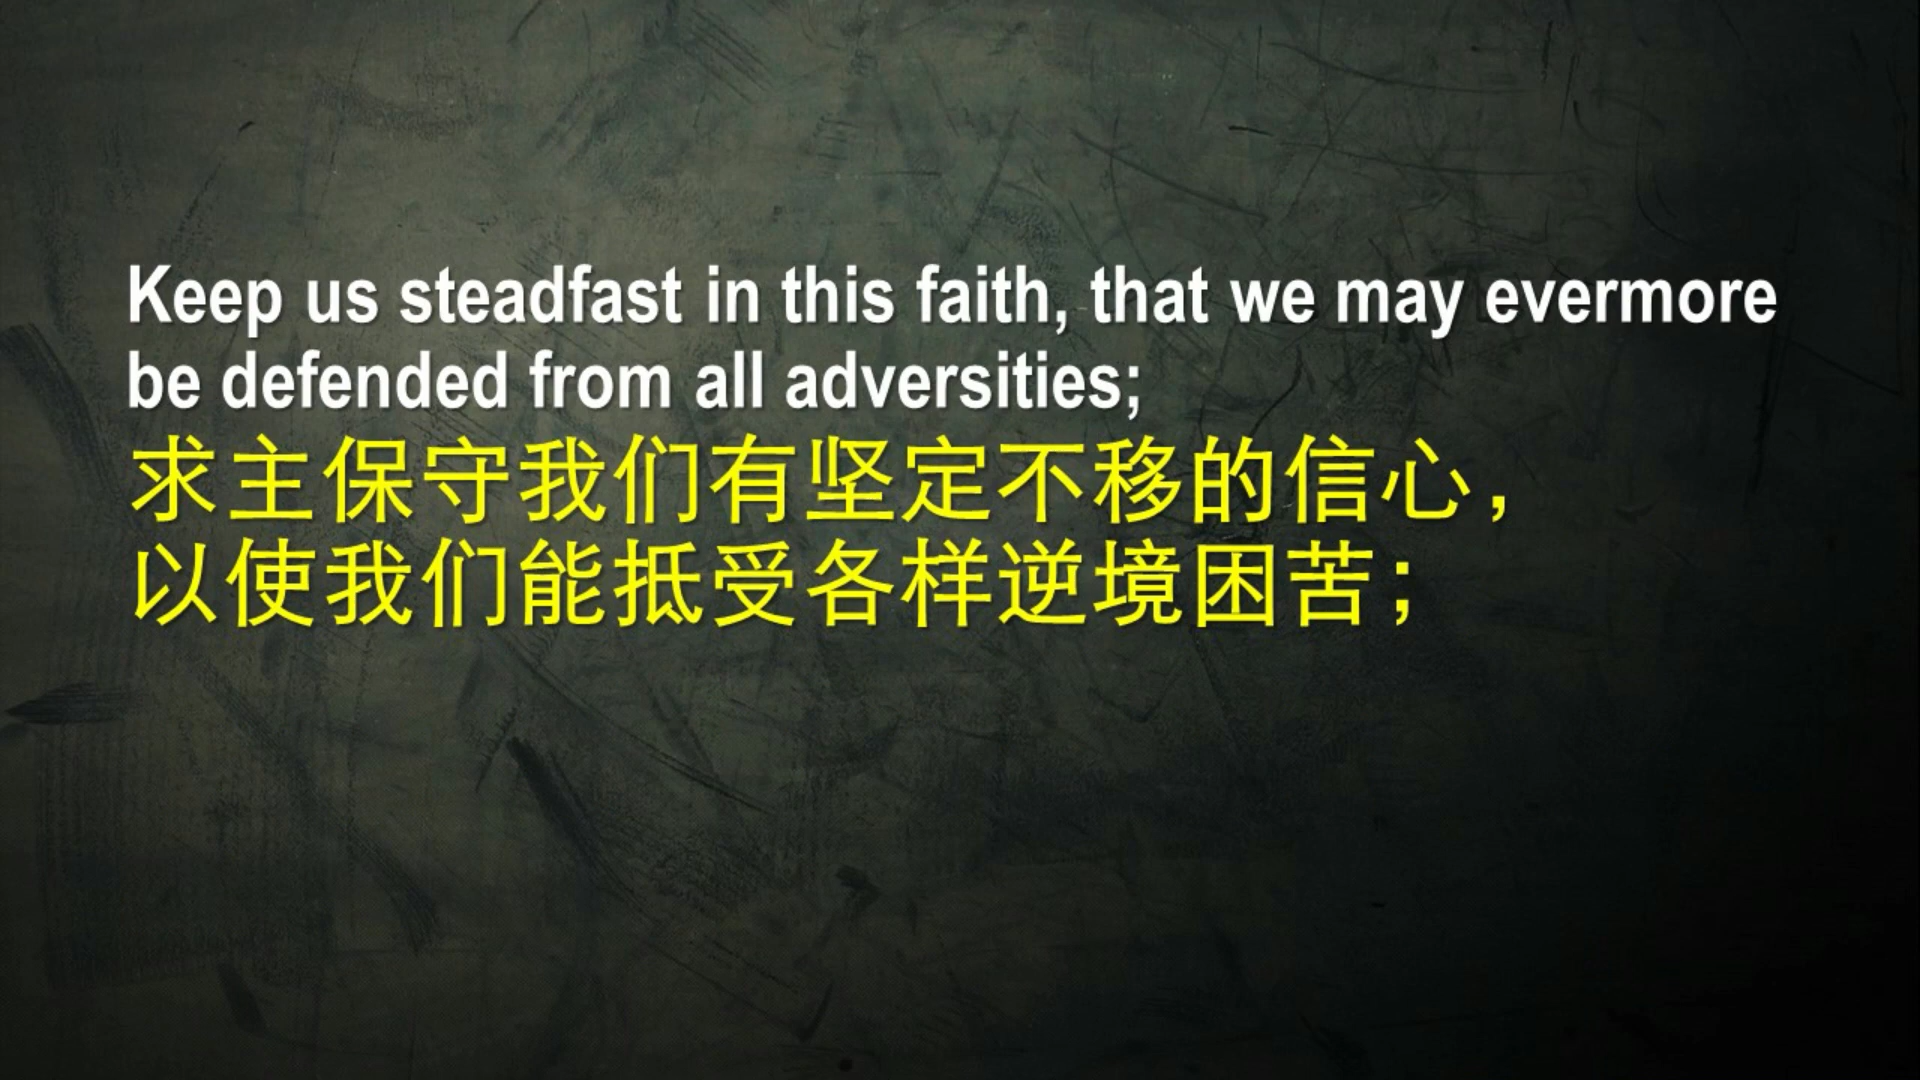 Keep us steadfast in this faith, that we may evermore
be defended from all adversities;
求主保守我们有坚定不移的信心，
以使我们能抵受各样逆境困苦；